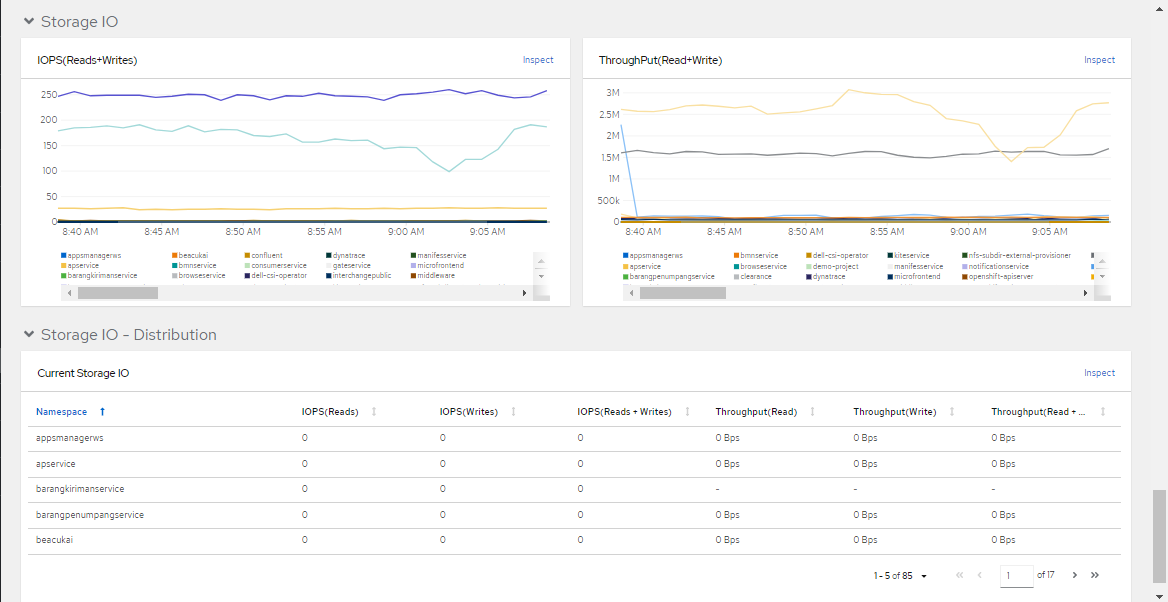 Storage IO
IOPS(Reads+Writes) Inspect
250
200
150
100
50
0
8:40 AM 8:45 AM 8:50 AM 8:55 AM 9:00 AM 9:05 AM
appsmanagerws beacukai confluent dynatrace manifesservice
apservice bmnservice consumerservice gateservice microfrontend
barangkirimanservice browseservice dell-csi-operator interchangepublic middleware
ThroughPut(Read+Write) Inspect
3M
2.5M
2M
1.5M
1M
500k
0
8:40 AM 8:45 AM 8:50 AM 8:55 AM 9:00 AM 9:05 AM
appsmanagerws bmnservice dell-csi-operator kiteservice nfs-subdir-external-provisioner
apservice browseservice demo-project manifesservice notificationservice
barangpenumpangservice clearance dynatrace microfrontend openshift-apiserver
Storage IO - Distribution
Current Storage IO Inspect
Namespace IOPS(Reads) IOPS(Writes) IOPS(Reads + Writes) Throughput(Read) Throughput(Write) Throughput(Read + ...
appsmanagerws 0 0 0 0 Bps 0 Bps 0 Bps
apservice 0 0 0 0 Bps 0 Bps 0 Bps
barangkirimanservice 0 0 0 - - -
barangpenumpangservice 0 0 0 0 Bps 0 Bps 0 Bps
beacukai 0 0 0 0 Bps 0 Bps 0 Bps
1 - 5 of 85 1 of 17